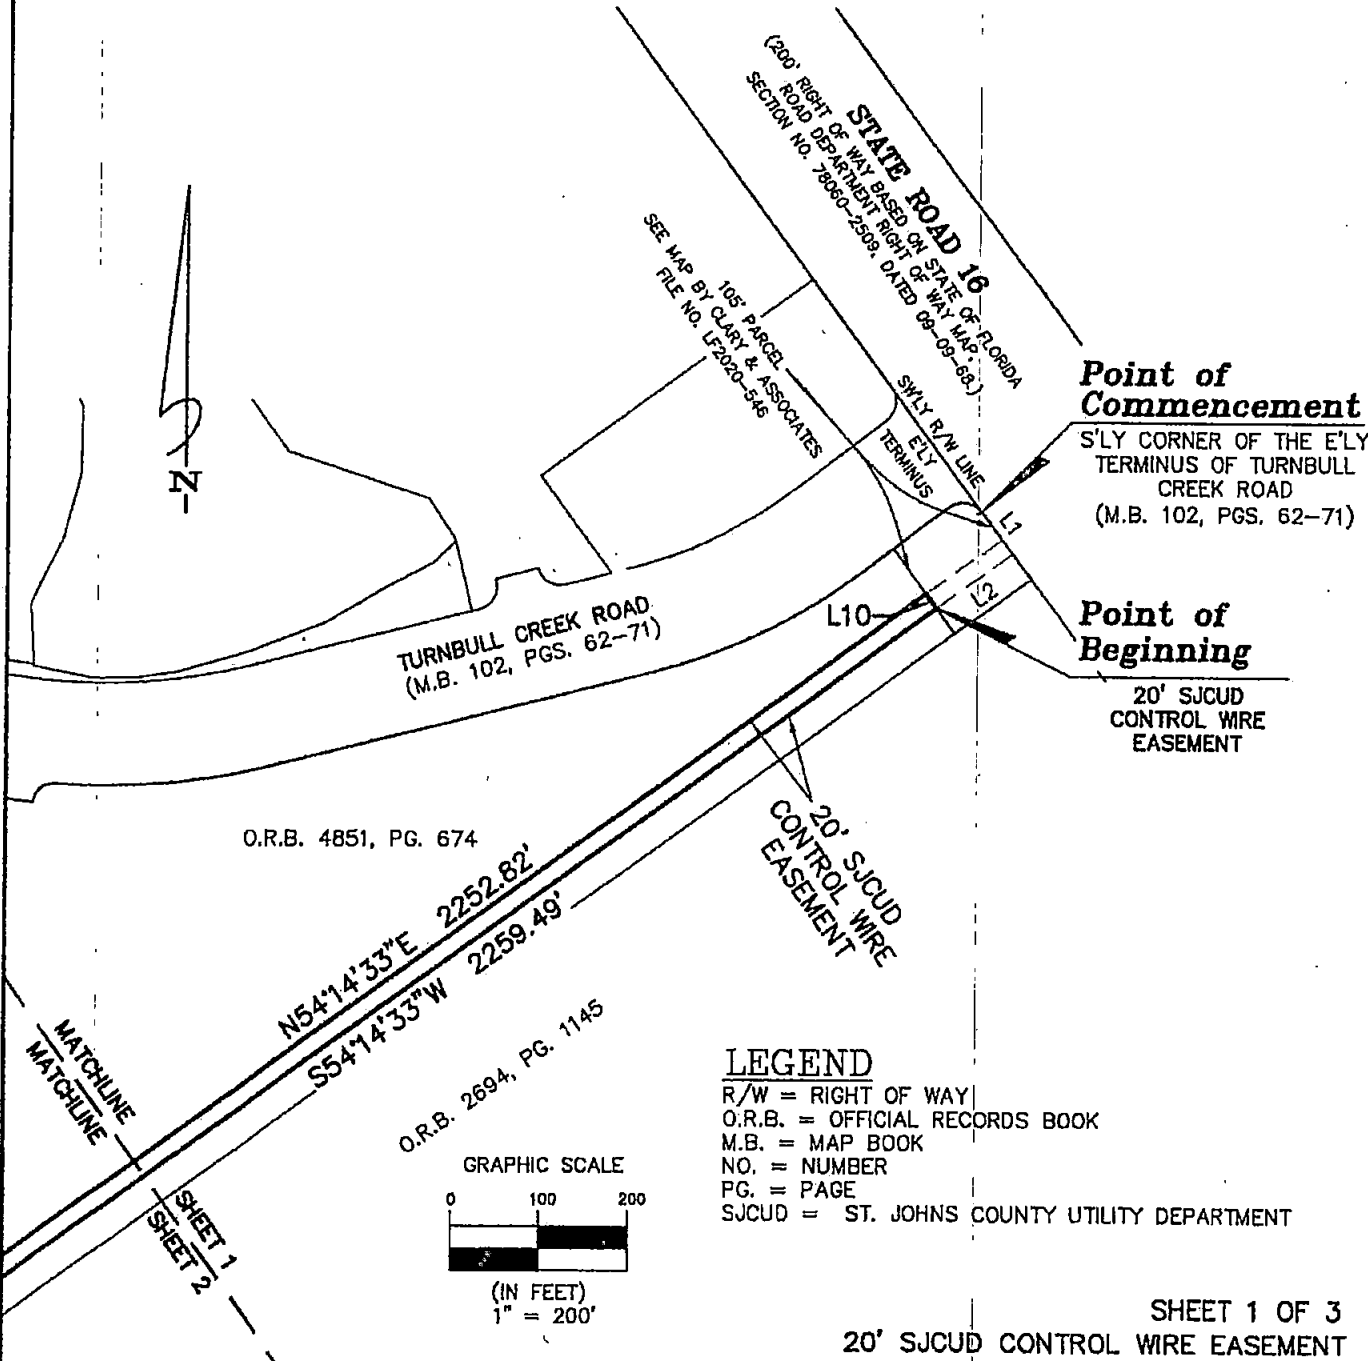 STATE ROAD 16
(200' RIGHT OF WAY BASED ON STATE OF FLORIDA
ROAD DEPARTMENT RIGHT OF WAY MAP,
SECTION NO. 78060-2509, DATED 09-09-68.)
105' PARCEL
SEE MAP BY CLARY & ASSOCIATES
FILE NO. LF2020-546
SW'LY R/W LINE
E'LY
TERMINUS
Point of
Commencement
S'LY CORNER OF THE E'LY
TERMINUS OF TURNBULL
CREEK ROAD
(M.B. 102, PGS. 62-71)
N
L1
L2
L10
Point of
Beginning
20' SJCUD
CONTROL WIRE
EASEMENT
TURNBULL CREEK ROAD
(M.B. 102, PGS. 62-71)
O.R.B. 4851, PG. 674
20' SJCUD
CONTROL WIRE
EASEMENT
N54°14'33"E 2252.82'
S54°14'33"W 2259.49'
O.R.B. 2694, PG. 1145
MATCHLINE
MATCHLINE
SHEET 1
SHEET 2
LEGEND
R/W = RIGHT OF WAY
O.R.B. = OFFICIAL RECORDS BOOK
M.B. = MAP BOOK
NO. = NUMBER
PG. = PAGE
SJCUD = ST. JOHNS COUNTY UTILITY DEPARTMENT
GRAPHIC SCALE
0 100 200
(IN FEET)
1" = 200'
SHEET 1 OF 3
20' SJCUD CONTROL WIRE EASEMENT